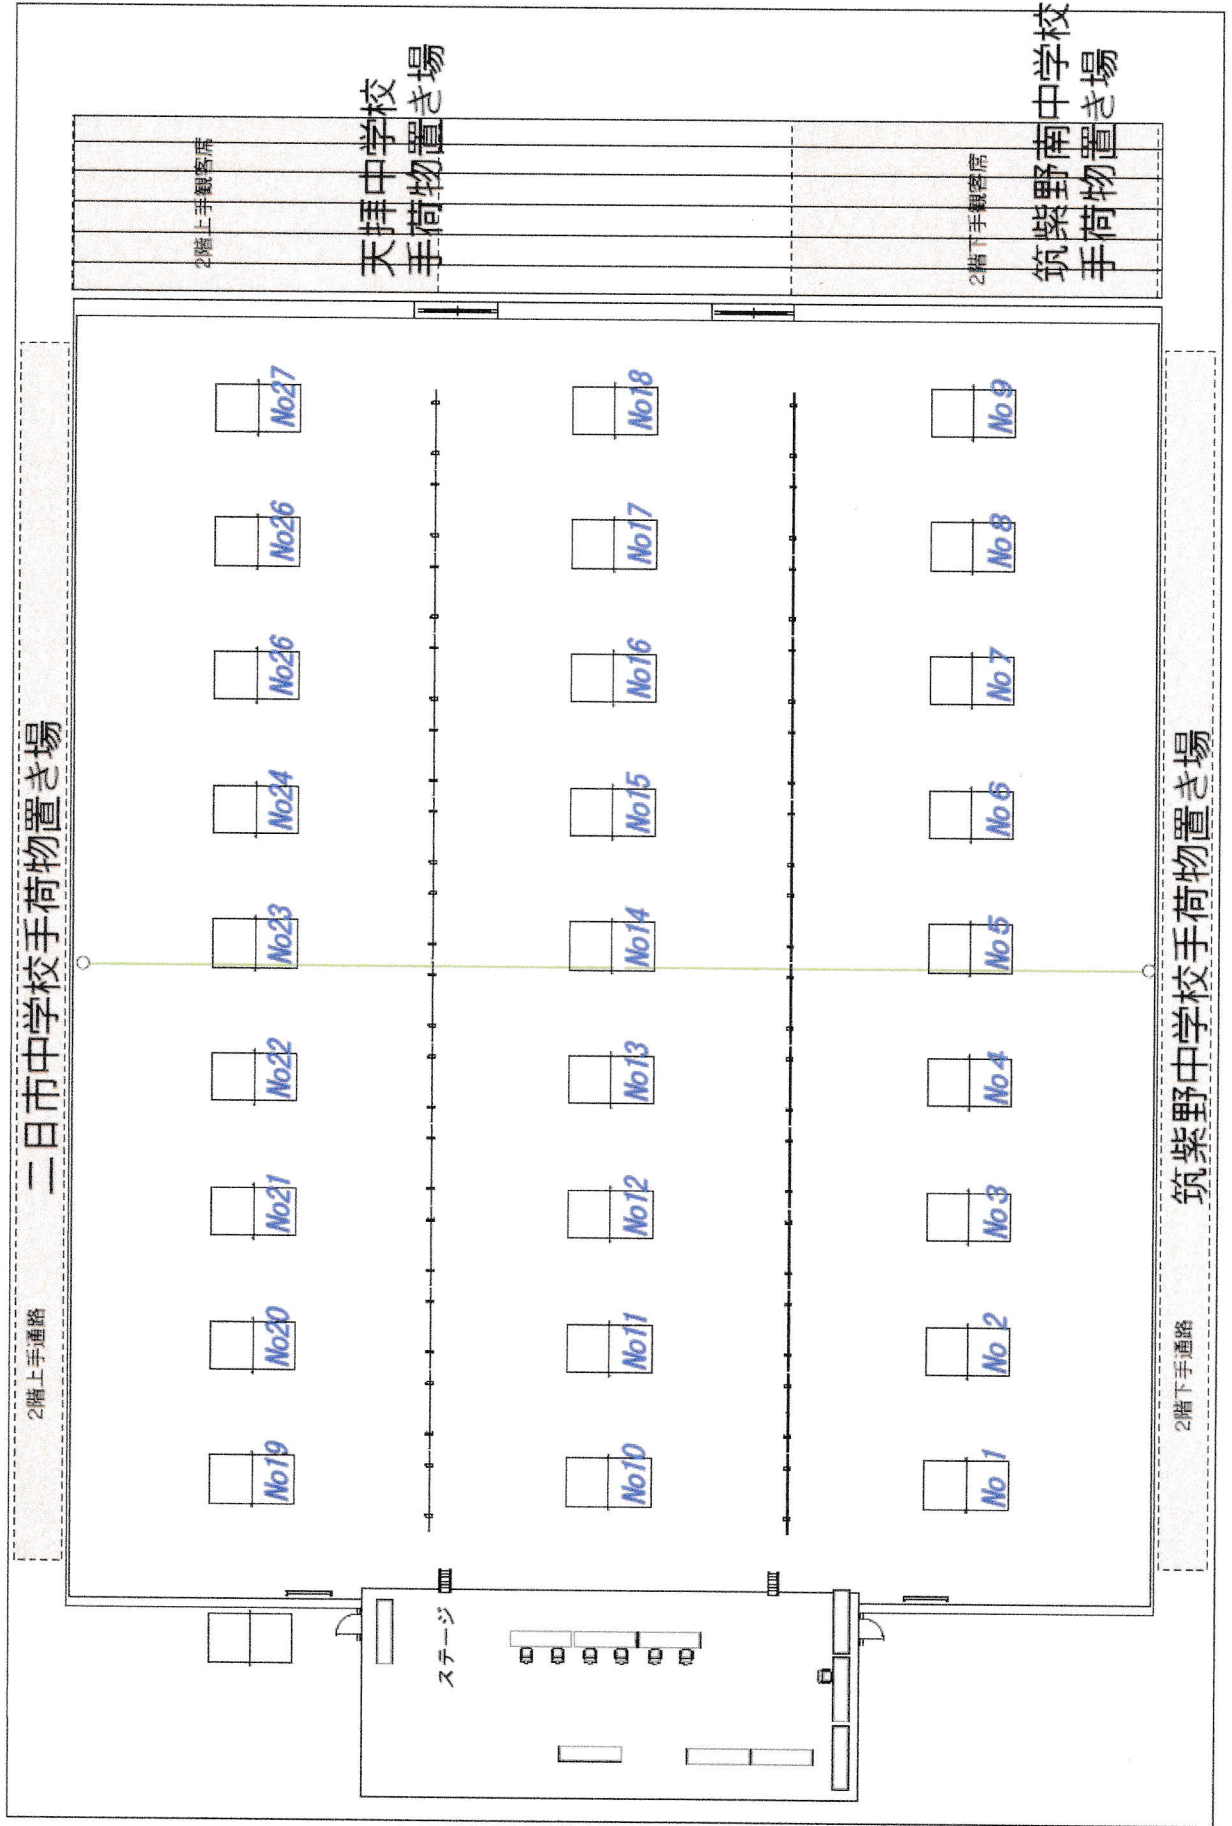 二日市中学校手荷物置き場
2階上手通路
2階上手観客席
天拝中学校
手荷物置き場
2階下手観客席
筑紫野南中学校
手荷物置き場
筑紫野中学校手荷物置き場
2階下手通路
No19
No20
No21
No22
No23
No24
No26
No26
No27
No10
No11
No12
No13
No14
No15
No16
No17
No18
No 1
No 2
No 3
No 4
No 5
No 6
No 7
No 8
No 9
ステージ